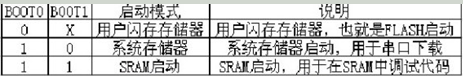 BOOT0 BOOT1 启动模式 说明
0 X 用户闪存存储器 用户闪存存储器，也就是FLASH启动
1 0 系统存储器 系统存储器启动，用于串口下载
1 1 SRAM启动 SRAM启动，用于在SRAM中调试代码